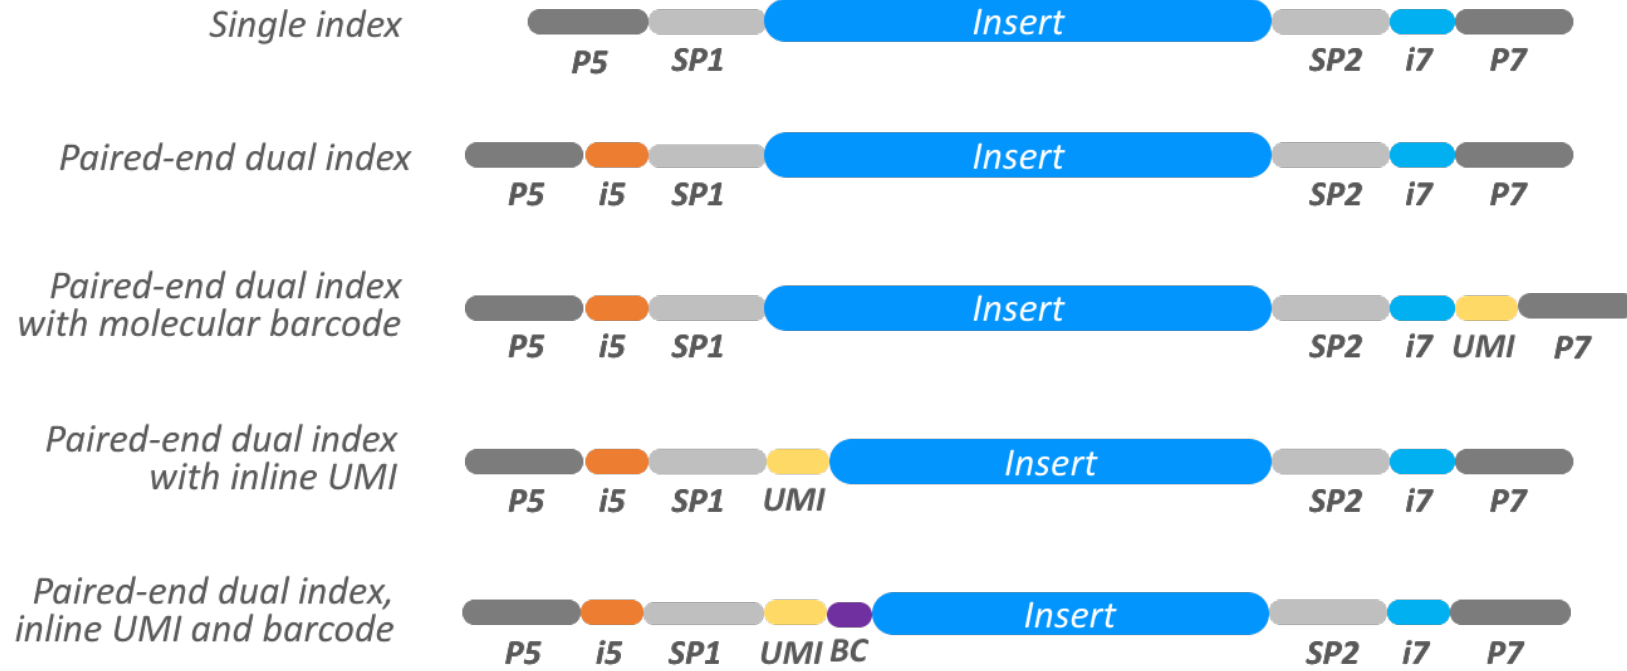 Single index
Insert
P5 SP1 SP2 i7 P7
Paired-end dual index
Insert
P5 i5 SP1 SP2 i7 P7
Paired-end dual index
with molecular barcode
Insert
P5 i5 SP1 SP2 i7 UMI P7
Paired-end dual index
with inline UMI
Insert
P5 i5 SP1 UMI SP2 i7 P7
Paired-end dual index,
inline UMI and barcode
Insert
P5 i5 SP1 UMI BC SP2 i7 P7